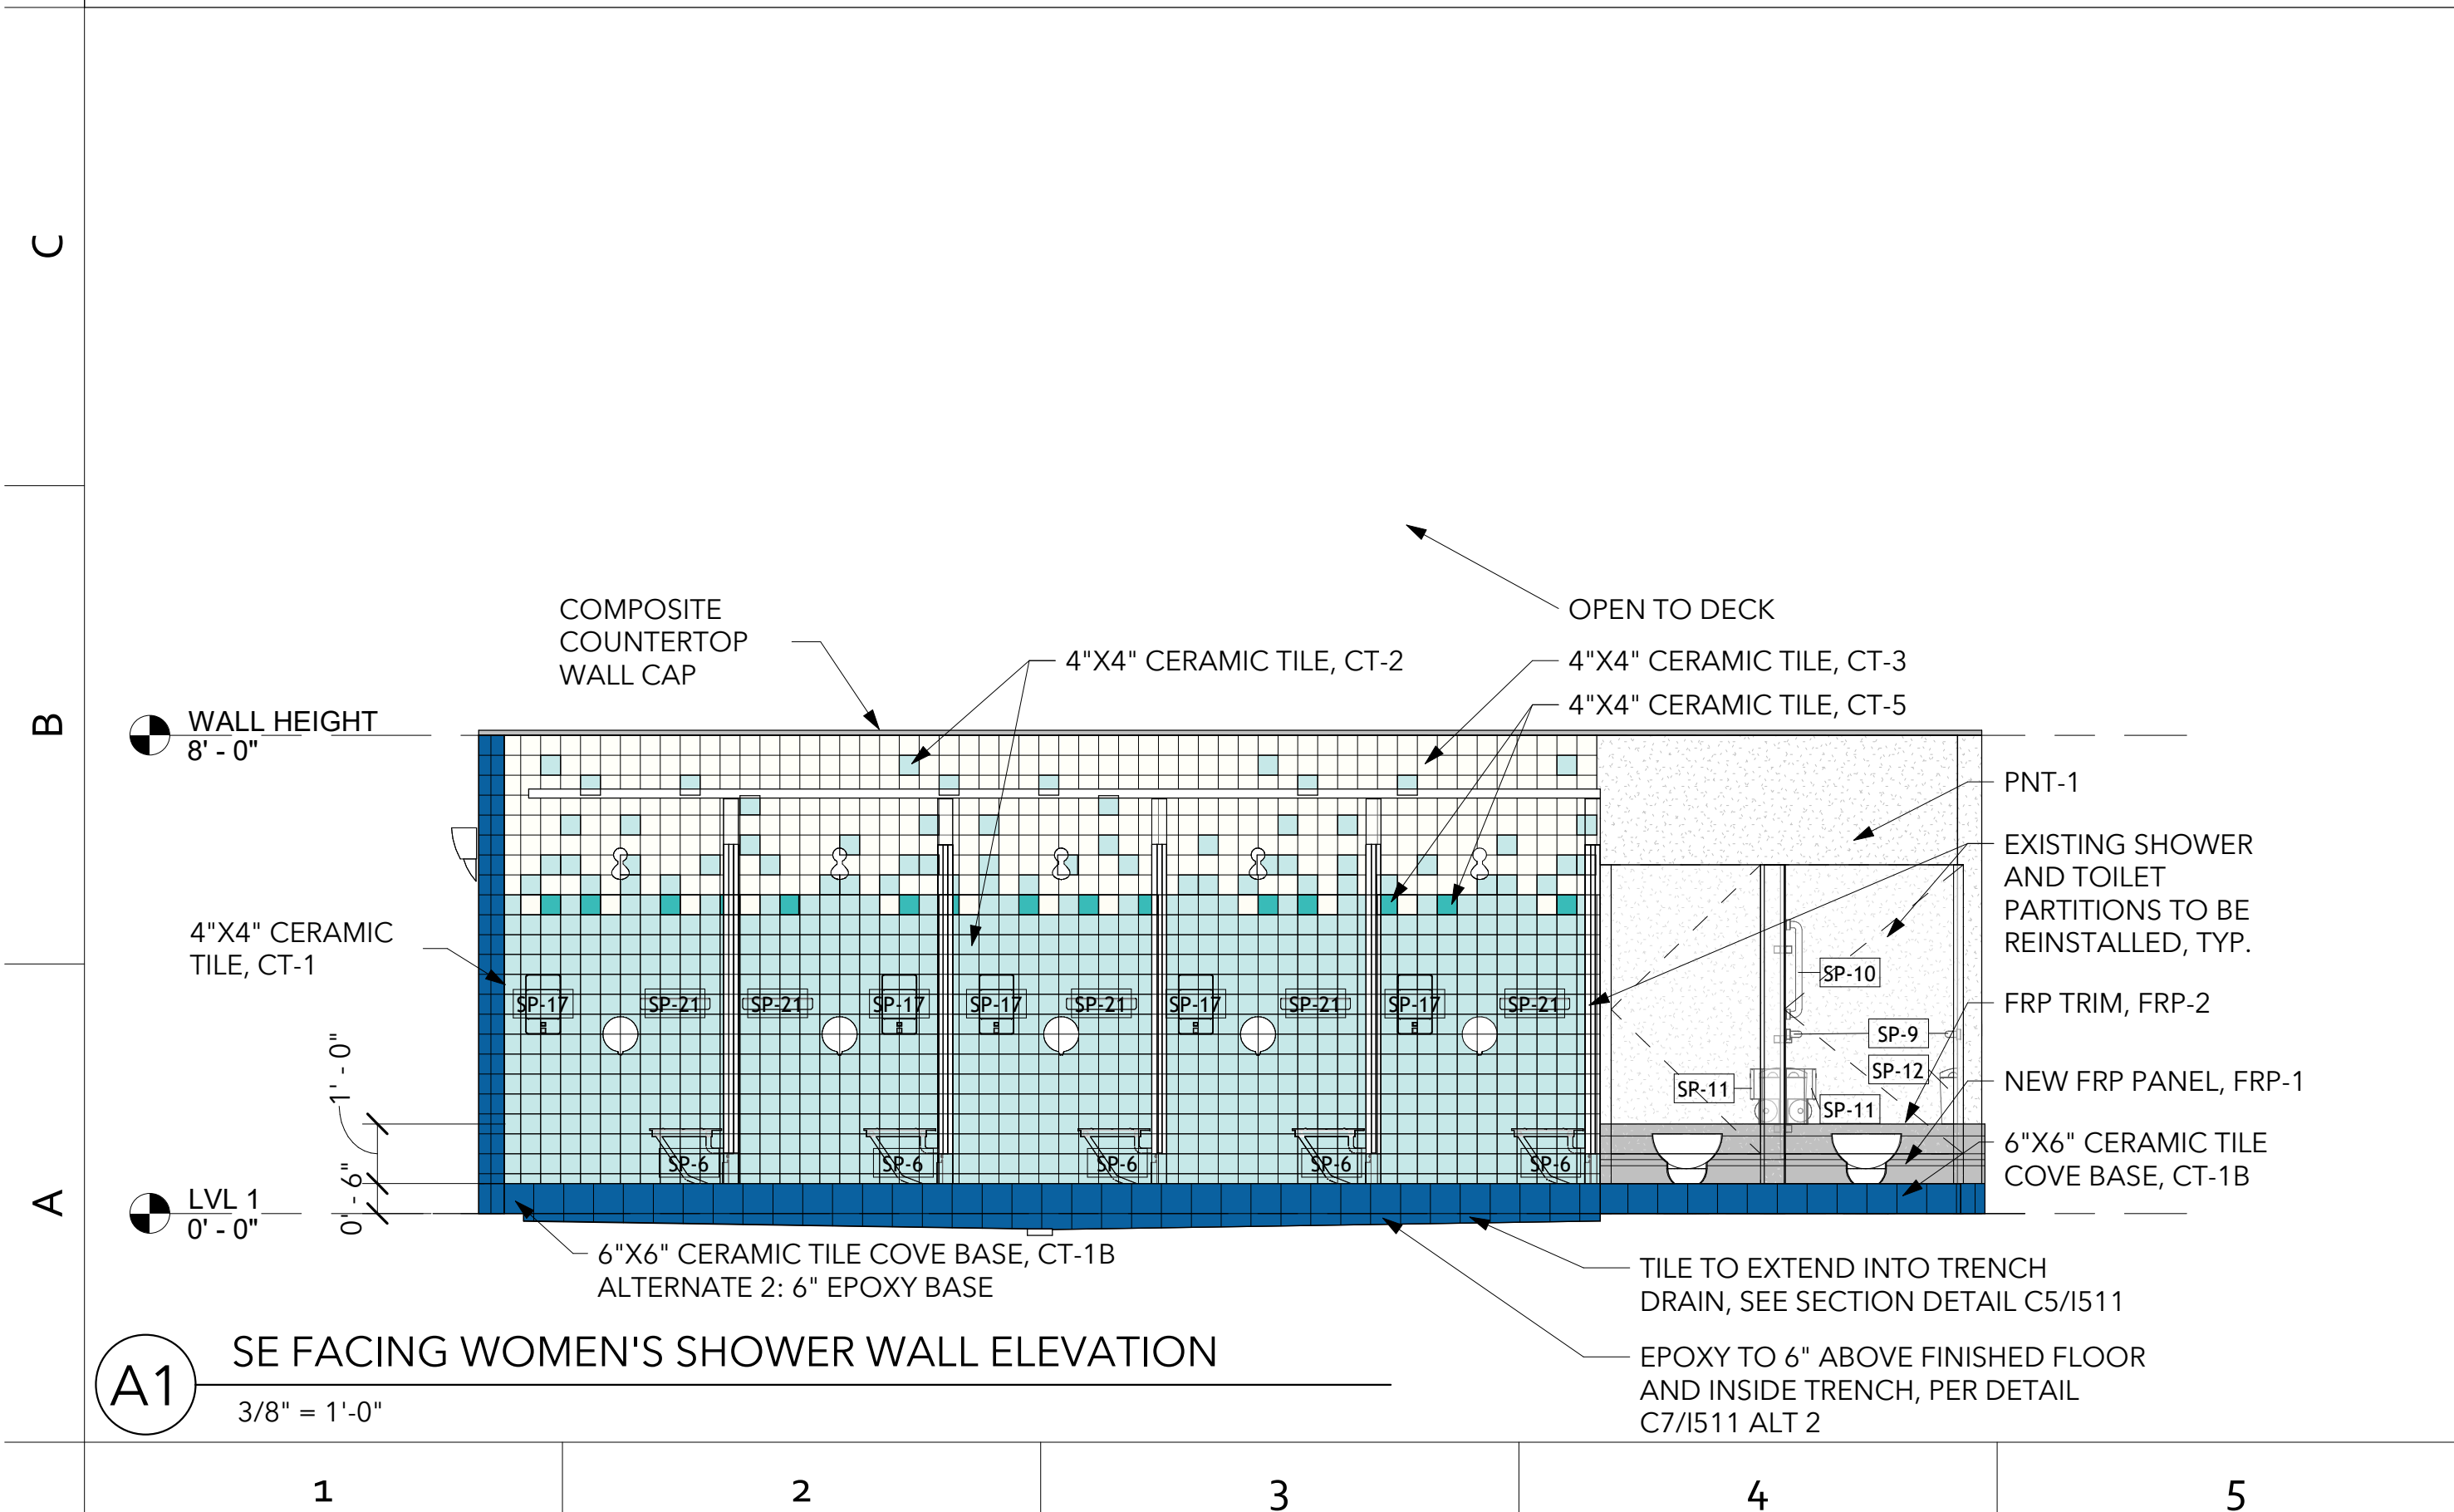 C
B
A
COMPOSITE
COUNTERTOP
WALL CAP
4"X4" CERAMIC TILE, CT-2
OPEN TO DECK
4"X4" CERAMIC TILE, CT-3
4"X4" CERAMIC TILE, CT-5
WALL HEIGHT
8' - 0"
PNT-1
EXISTING SHOWER
AND TOILET
PARTITIONS TO BE
REINSTALLED, TYP.
4"X4" CERAMIC
TILE, CT-1
SP-17
SP-21
SP-21
SP-17
SP-17
SP-21
SP-17
SP-21
SP-17
SP-21
SP-10
SP-9
SP-12
SP-11
SP-11
FRP TRIM, FRP-2
NEW FRP PANEL, FRP-1
6"X6" CERAMIC TILE
COVE BASE, CT-1B
1' - 0"
0' - 6"
SP-6
SP-6
SP-6
SP-6
SP-6
LVL 1
0' - 0"
6"X6" CERAMIC TILE COVE BASE, CT-1B
ALTERNATE 2: 6" EPOXY BASE
TILE TO EXTEND INTO TRENCH
DRAIN, SEE SECTION DETAIL C5/I511
EPOXY TO 6" ABOVE FINISHED FLOOR
AND INSIDE TRENCH, PER DETAIL
C7/I511 ALT 2
A1
SE FACING WOMEN'S SHOWER WALL ELEVATION
3/8" = 1'-0"
1
2
3
4
5